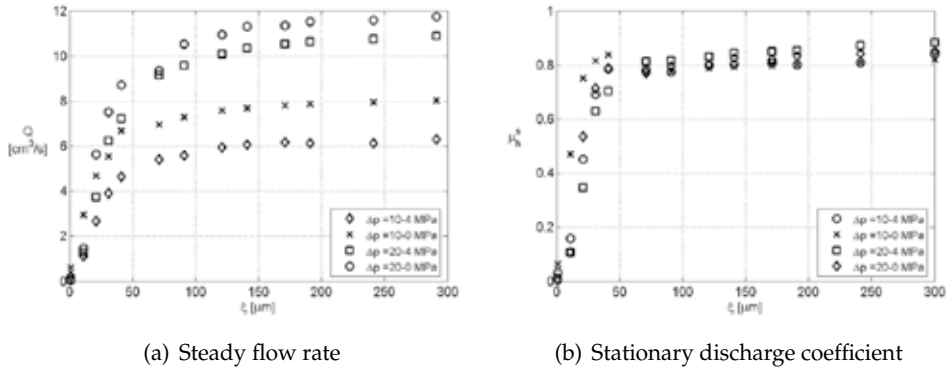 12
10
8
6
4
2
0
Q
[cm³/s]
0 50 100 150 200 250 300
ξ [μm]
◇ Δp =10-4 MPa
× Δp =10-0 MPa
□ Δp =20-4 MPa
○ Δp =20-0 MPa
(a) Steady flow rate
1
0.8
0.6
0.4
0.2
0
0 50 100 150 200 250 300
ξ [μm]
○ Δp =10-4 MPa
× Δp =10-0 MPa
□ Δp =20-4 MPa
◇ Δp =20-0 MPa
(b) Stationary discharge coefficient